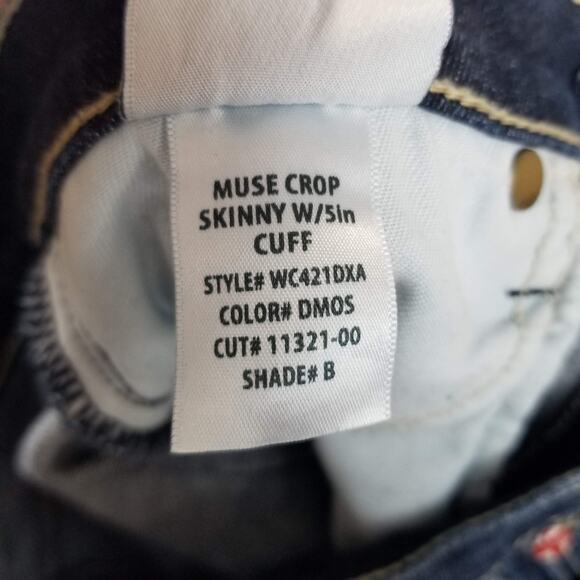 MUSE CROP
SKINNY W/5in
CUFF
STYLE# WC421DXA
COLOR# DMOS
CUT# 11321-00
SHADE# B